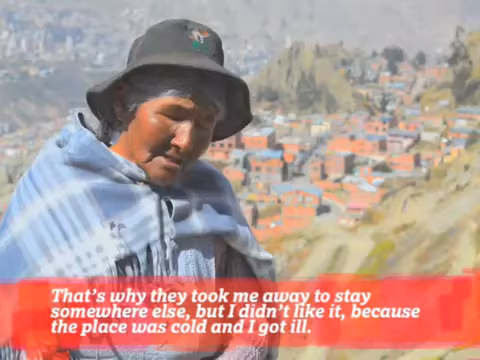 That's why they took me away to stay
somewhere else, but I didn't like it, because
the place was cold and I got ill.